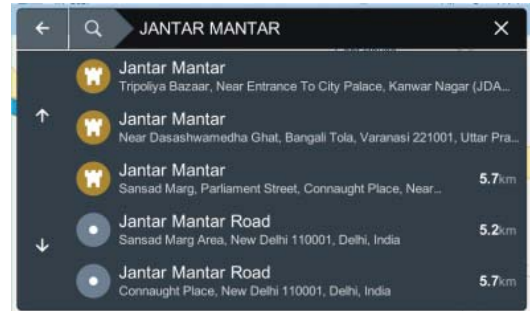 JANTAR MANTAR
Jantar Mantar
Tripoliya Bazaar, Near Entrance To City Palace, Kanwar Nagar (JDA...
Jantar Mantar
Near Dasashwamedha Ghat, Bangali Tola, Varanasi 221001, Uttar Pra...
Jantar Mantar
Sansad Marg, Parliament Street, Connaught Place, Near...
5.7km
Jantar Mantar Road
Sansad Marg Area, New Delhi 110001, Delhi, India
5.2km
Jantar Mantar Road
Connaught Place, New Delhi 110001, Delhi, India
5.7km